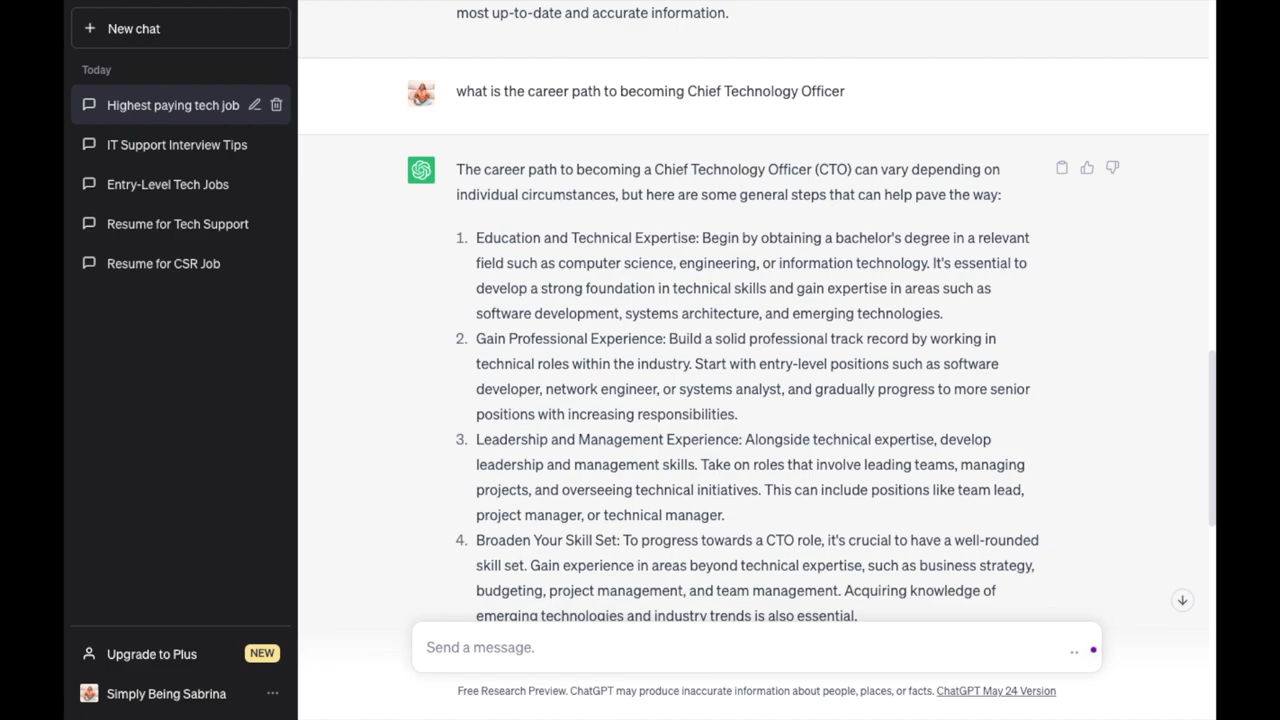 New chat
Today
Highest paying tech job
IT Support Interview Tips
Entry-Level Tech Jobs
Resume for Tech Support
Resume for CSR Job
Upgrade to Plus
NEW
Simply Being Sabrina
most up-to-date and accurate information.
what is the career path to becoming Chief Technology Officer
The career path to becoming a Chief Technology Officer (CTO) can vary depending on
individual circumstances, but here are some general steps that can help pave the way:
1. Education and Technical Expertise: Begin by obtaining a bachelor's degree in a relevant
field such as computer science, engineering, or information technology. It's essential to
develop a strong foundation in technical skills and gain expertise in areas such as
software development, systems architecture, and emerging technologies.
2. Gain Professional Experience: Build a solid professional track record by working in
technical roles within the industry. Start with entry-level positions such as software
developer, network engineer, or systems analyst, and gradually progress to more senior
positions with increasing responsibilities.
3. Leadership and Management Experience: Alongside technical expertise, develop
leadership and management skills. Take on roles that involve leading teams, managing
projects, and overseeing technical initiatives. This can include positions like team lead,
project manager, or technical manager.
4. Broaden Your Skill Set: To progress towards a CTO role, it's crucial to have a well-rounded
skill set. Gain experience in areas beyond technical expertise, such as business strategy,
budgeting, project management, and team management. Acquiring knowledge of
emerging technologies and industry trends is also essential.
Send a message.
Free Research Preview. ChatGPT may produce inaccurate information about people, places, or facts. ChatGPT May 24 Version